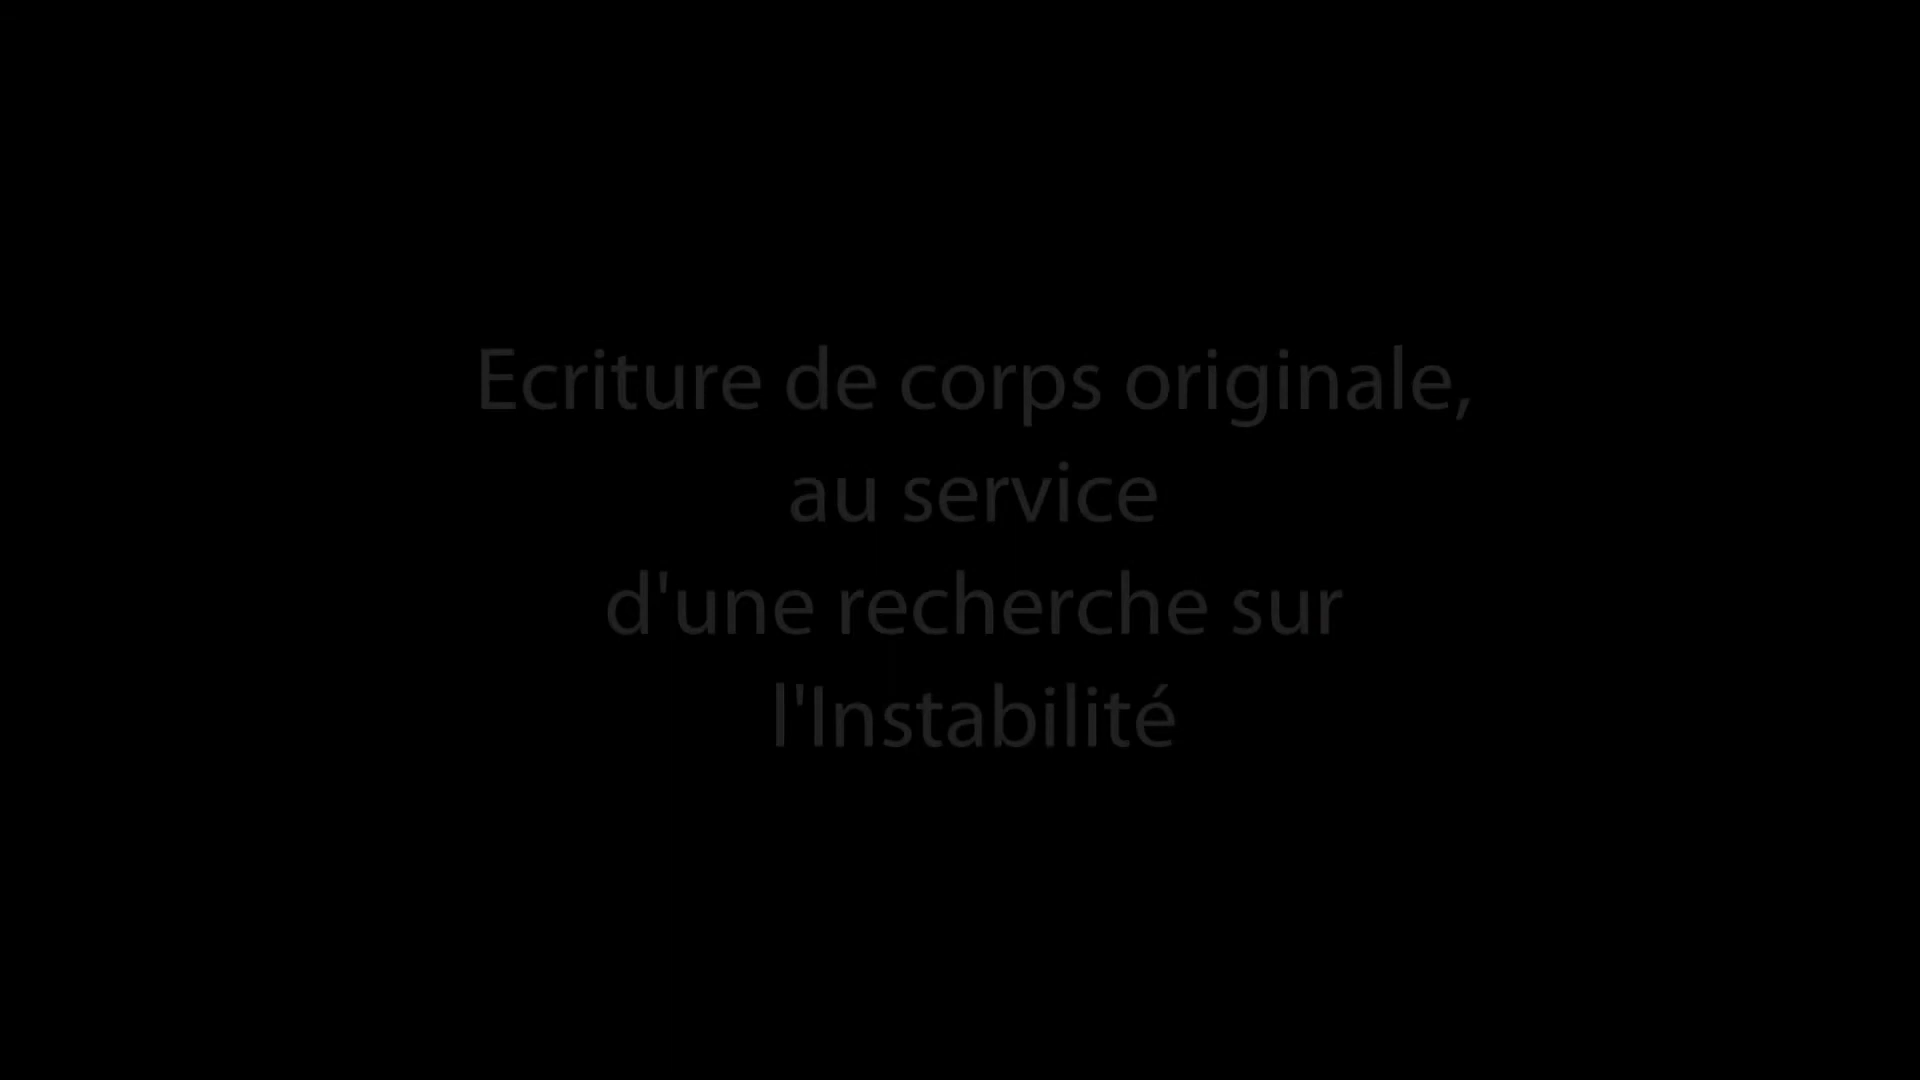 Ecriture de corps originale,
au service
d'une recherche sur
l'Instabilité